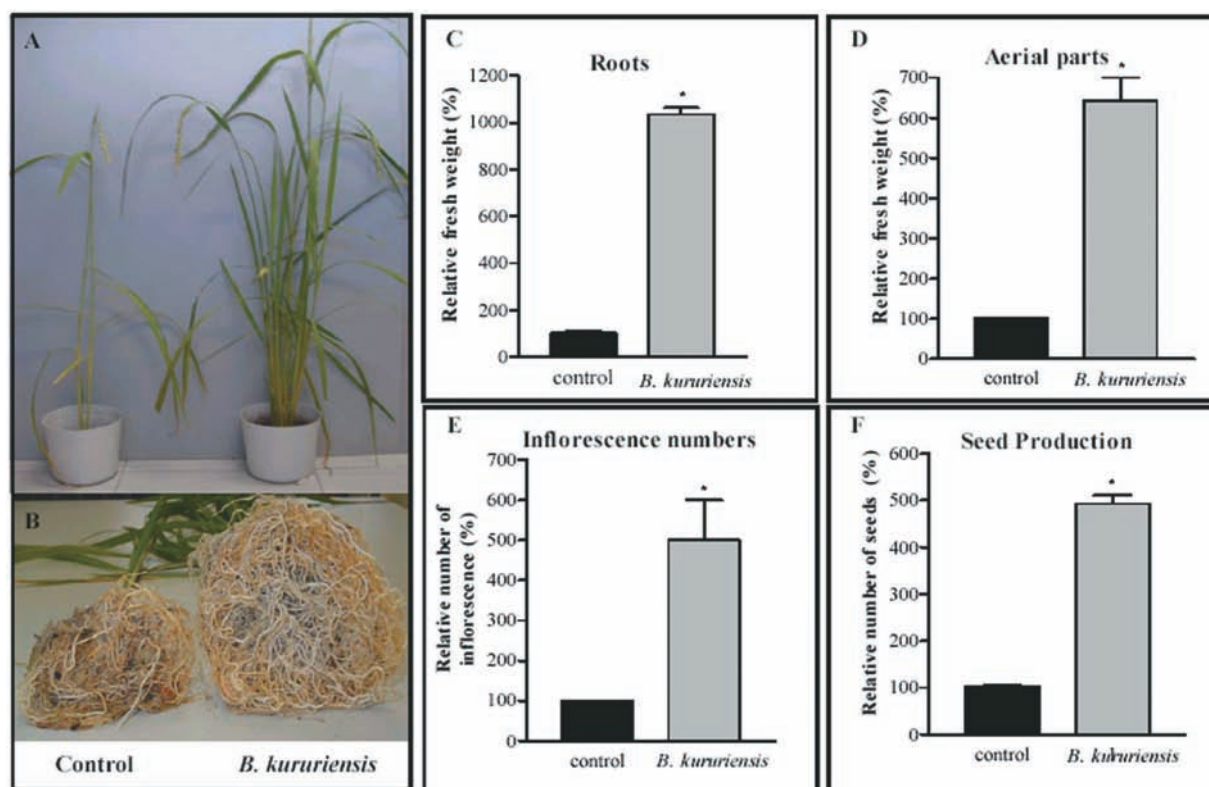 A
B
Control B. kururiensis
C
Roots
Relative fresh weight (%)
1200
1000
800
600
400
200
0
*
control B. kururiensis
D
Aerial parts
Relative fresh weight (%)
700
600
500
400
300
200
100
0
*
control B. kururiensis
E
Inflorescence numbers
Relative number of
inflorescence (%)
700
600
500
400
300
200
100
0
*
control B. kururiensis
F
Seed Production
Relative number of seeds (%)
600
500
400
300
200
100
0
*
control B. kururiensis